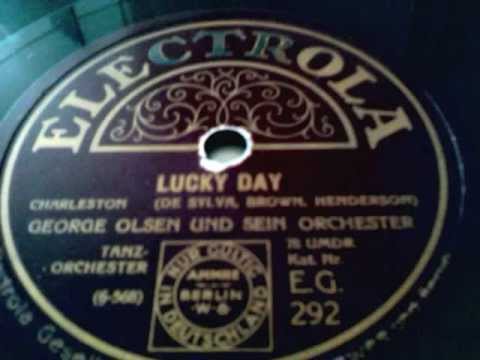 ELECTROLA
LUCKY DAY
CHARLESTON (DE SYLVA, BROWN, HENDERSON)
GEORGE OLSEN UND SEIN ORCHESTER
TANZ-
ORCHESTER
(6-568)
NUR GÜLTIG
AMMRE
BERLIN
W-8
IN DEUTSCHLAND
78 UMDR
Kat. Nr.
E.G.
292